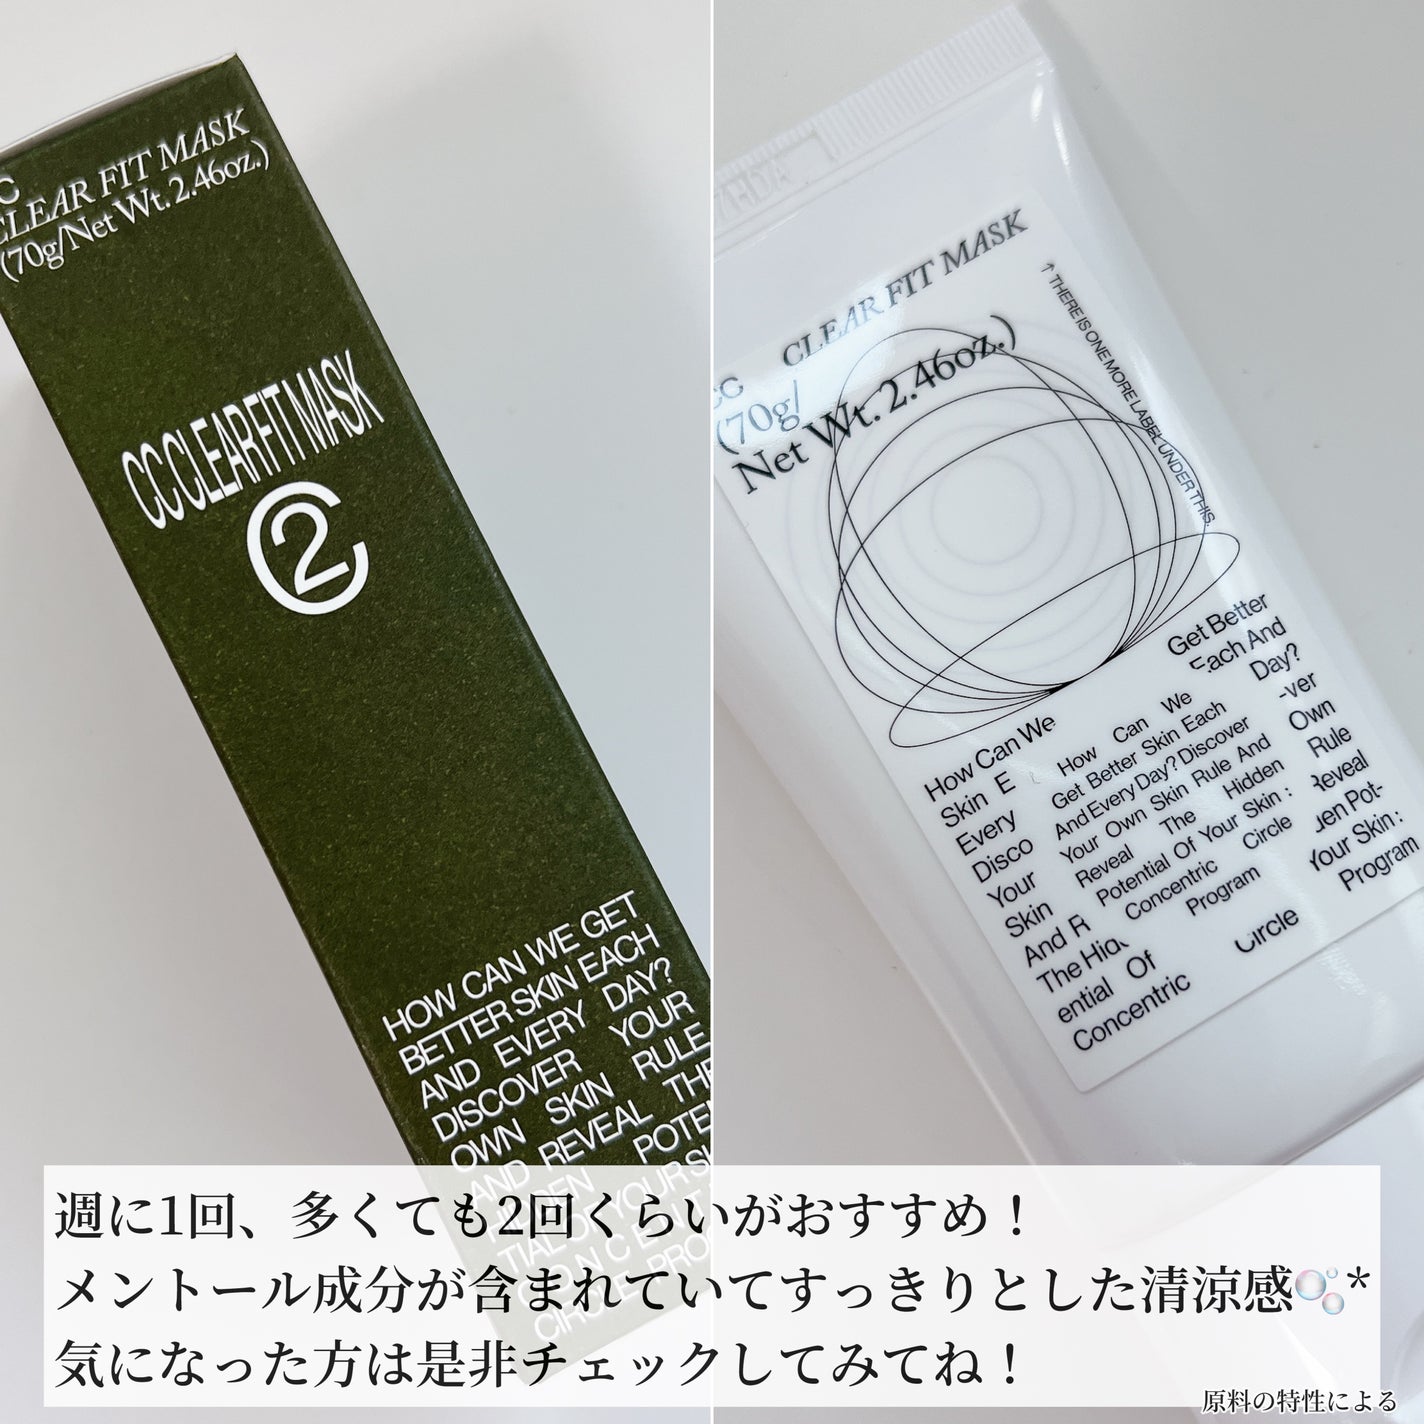 CLEAR FIT MASK
(70g/Net Wt. 2.46oz.)
CC CLEAR FIT MASK
2
HOW CAN WE GET
BETTER SKIN EACH
AND EVERY DAY?
DISCOVER YOUR
OWN SKIN RULE
AND REVEAL THE
CIRCLE PRO
CLEAR FIT MASK
(70g/
Net Wt. 2.46oz.)
THERE IS ONE MORE LABEL UNDER THIS.
Get Better
Each And
Day?
-ver
Own
Rule
Reveal
Your Skin :
Program
How Can We
Skin E
Every
Disco
Your
Skin
And R
The Hid
ential Of
Concentric
Circle
How Can We
Get Better Skin Each
And Every Day? Discover
Your Own Skin Rule And
Reveal The Hidden
Potential Of Your Skin :
Concentric Circle
Program
週に1回、多くても2回くらいがおすすめ！
メントール成分が含まれていてすっきりとした清涼感🫧*
気になった方は是非チェックしてみてね！
原料の特性による